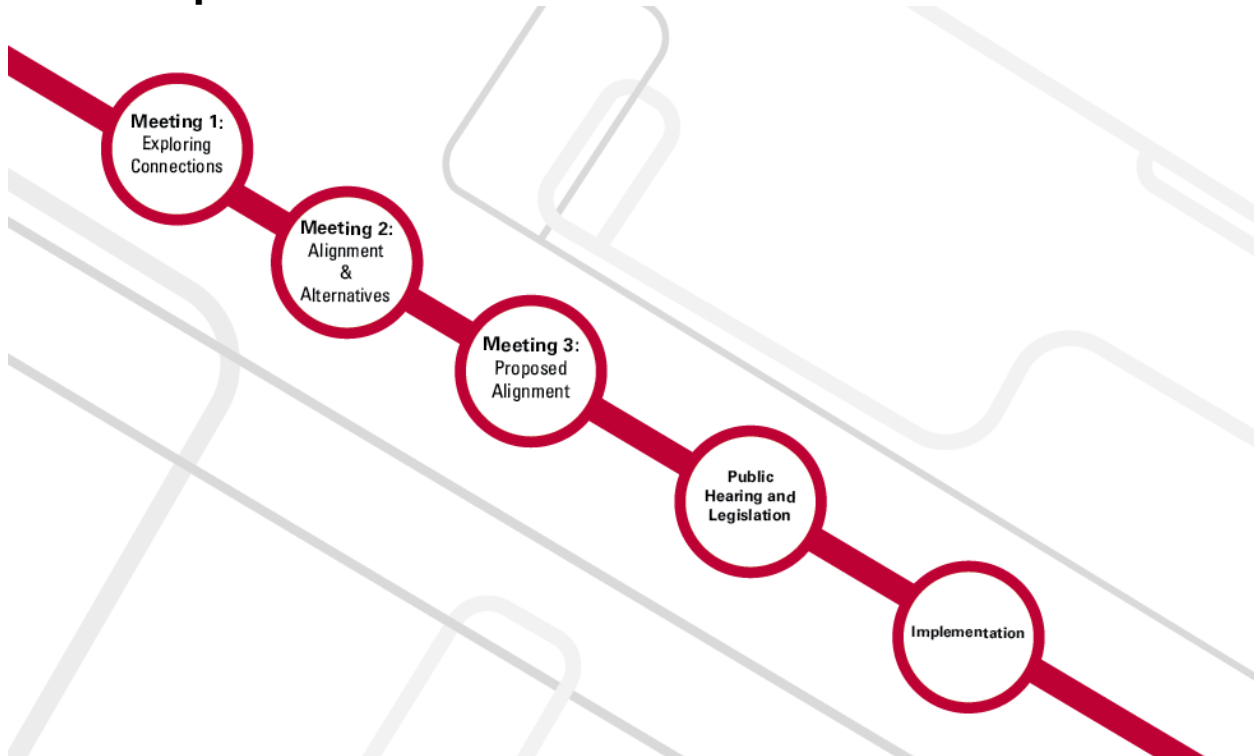 Meeting 1:
Exploring
Connections
Meeting 2:
Alignment
&
Alternatives
Meeting 3:
Proposed
Alignment
Public
Hearing and
Legislation
Implementation